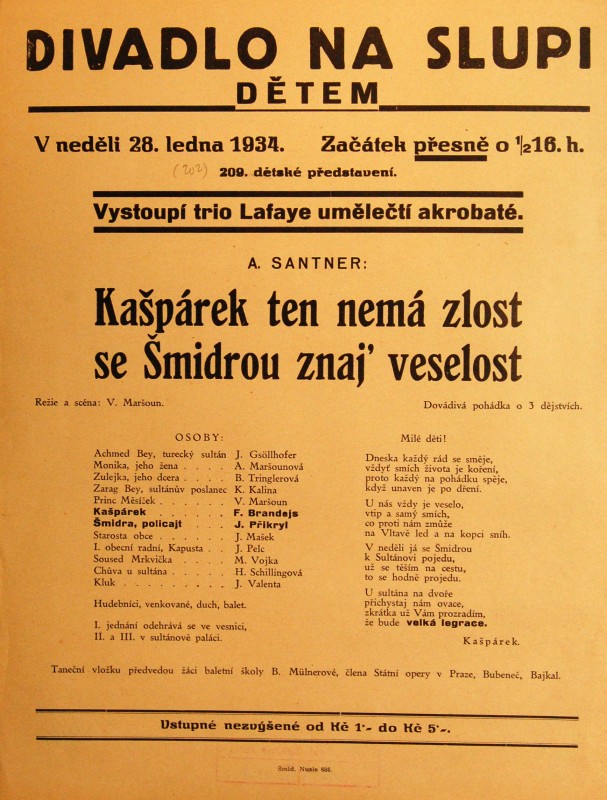 DIVADLO NA SLUPI
DĚTEM
V neděli 28. ledna 1934. Začátek přesně o ½16. h.
(202) 209. dětské představení.
Vystoupí trio Lafaye umělečtí akrobaté.
A. SANTNER:
Kašpárek ten nemá zlost
se Šmidrou znaj' veselost
Režie a scéna: V. Maršoun. Dovádivá pohádka o 3 dějstvích.
OSOBY:
Achmed Bey, turecký sultán J. Gsöllhofer
Monika, jeho žena . . . . A. Maršounová
Zulejka, jeho dcera . . . . B. Tringlerová
Zarag Bey, sultánův poslanec K. Kalina
Princ Měsíček . . . . . V. Maršoun
Kašpárek . . . . . F. Brandejs
Šmidra, policajt . . . . J. Přikryl
Starosta obce . . . . . J. Mašek
I. obecní radní, Kapusta . . J. Pelc
Soused Mrkvička . . . . M. Vojka
Chůva u sultána . . . . H. Schillingová
Kluk . . . . . . . . J. Valenta
Hudebníci, venkované, duch, balet.
I. jednání odehrává se ve vesnici,
II. a III. v sultánově paláci.
Milé děti!
Dneska každý rád se směje,
vždyť smích života je koření,
proto každý na pohádku spěje,
když unaven je po dření.
U nás vždy je veselo,
vtip a samý smích,
co proti nám zmůže
na Vltavě led a na kopci sníh.
V neděli já se Šmidrou
k Sultánovi pojedu,
už se těším na cestu,
to se hodně projedu.
U sultána na dvoře
přichystaj nám ovace,
zkrátka už Vám prozradím,
že bude velká legrace.
Kašpárek.
Taneční vložku předvedou žáci baletní školy B. Mülnerové, člena Státní opery v Praze, Bubeneč, Bajkal.
Vstupné nezvýšené od Kč 1·- do Kč 5·-.
Šmíd, Nusle 686.